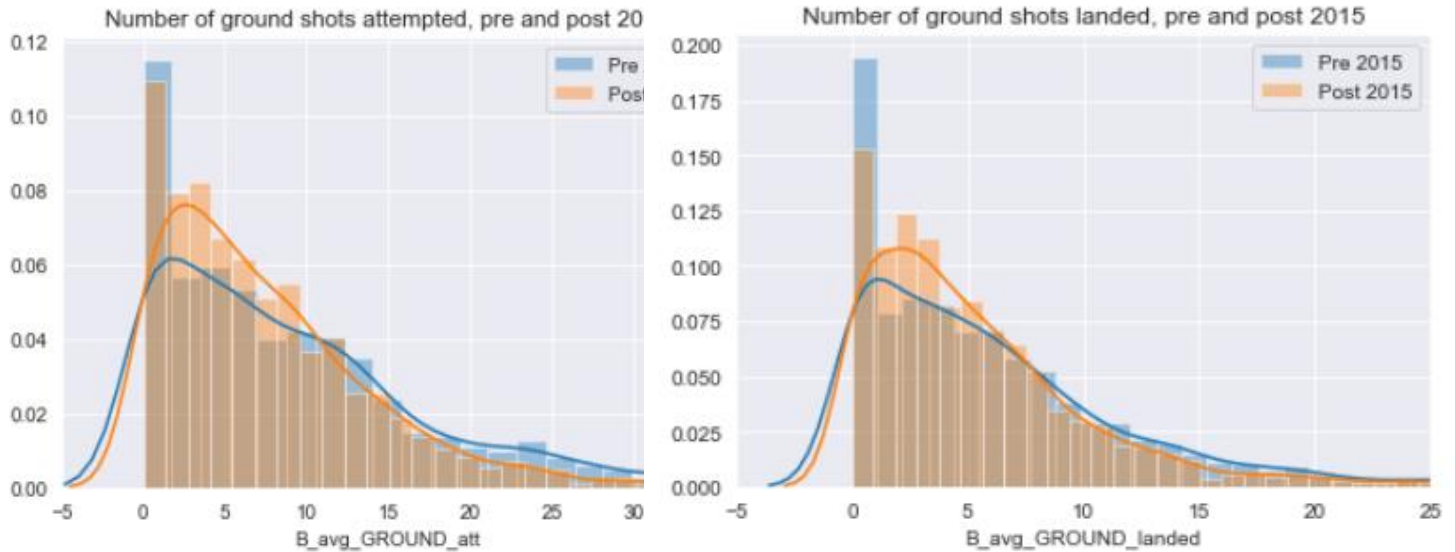 Number of ground shots attempted, pre and post 20
0.12
0.10
0.08
0.06
0.04
0.02
0.00
Pre
Post
−5 0 5 10 15 20 25 30
B_avg_GROUND_att
Number of ground shots landed, pre and post 2015
0.200
0.175
0.150
0.125
0.100
0.075
0.050
0.025
0.000
Pre 2015
Post 2015
−5 0 5 10 15 20 25
B_avg_GROUND_landed